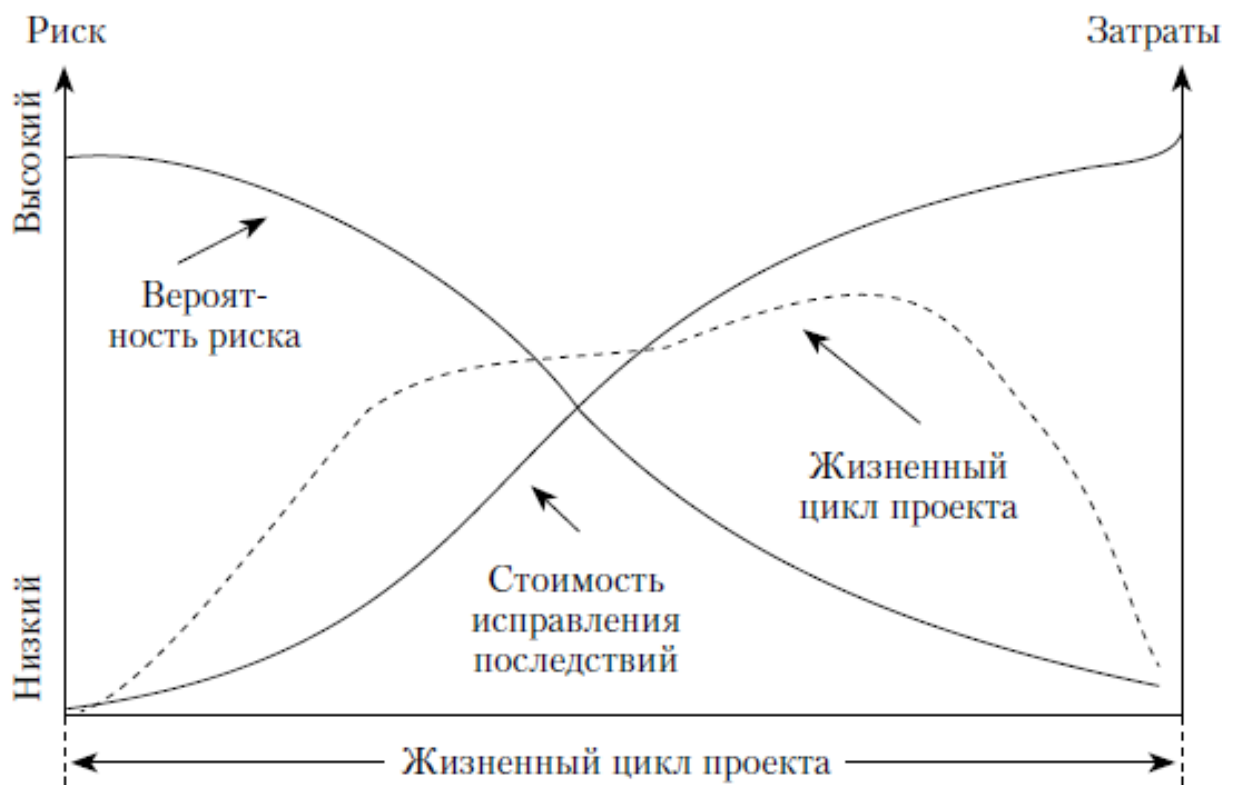 Риск
Затраты
Высокий
Вероят-
ность риска
Жизненный
цикл проекта
Стоимость
исправления
последствий
Низкий
Жизненный цикл проекта